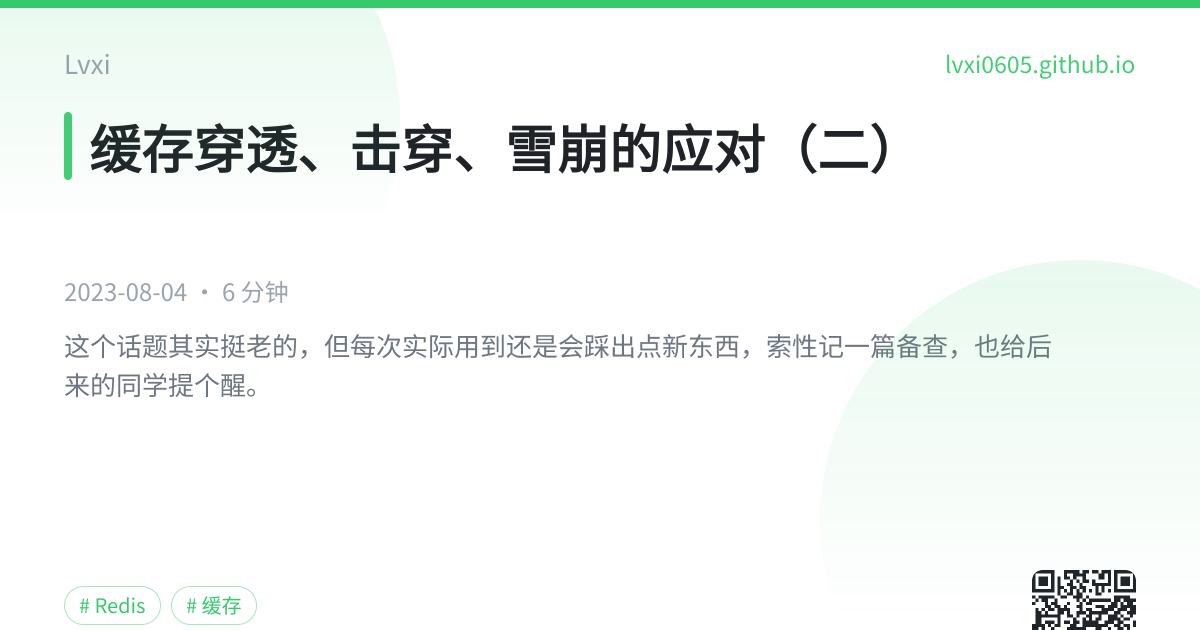 Lvxi
lvxi0605.github.io
缓存穿透、击穿、雪崩的应对（二）
2023-08-04 · 6 分钟
这个话题其实挺老的，但每次实际用到还是会踩出点新东西，索性记一篇备查，也给后
来的同学提个醒。
# Redis
# 缓存